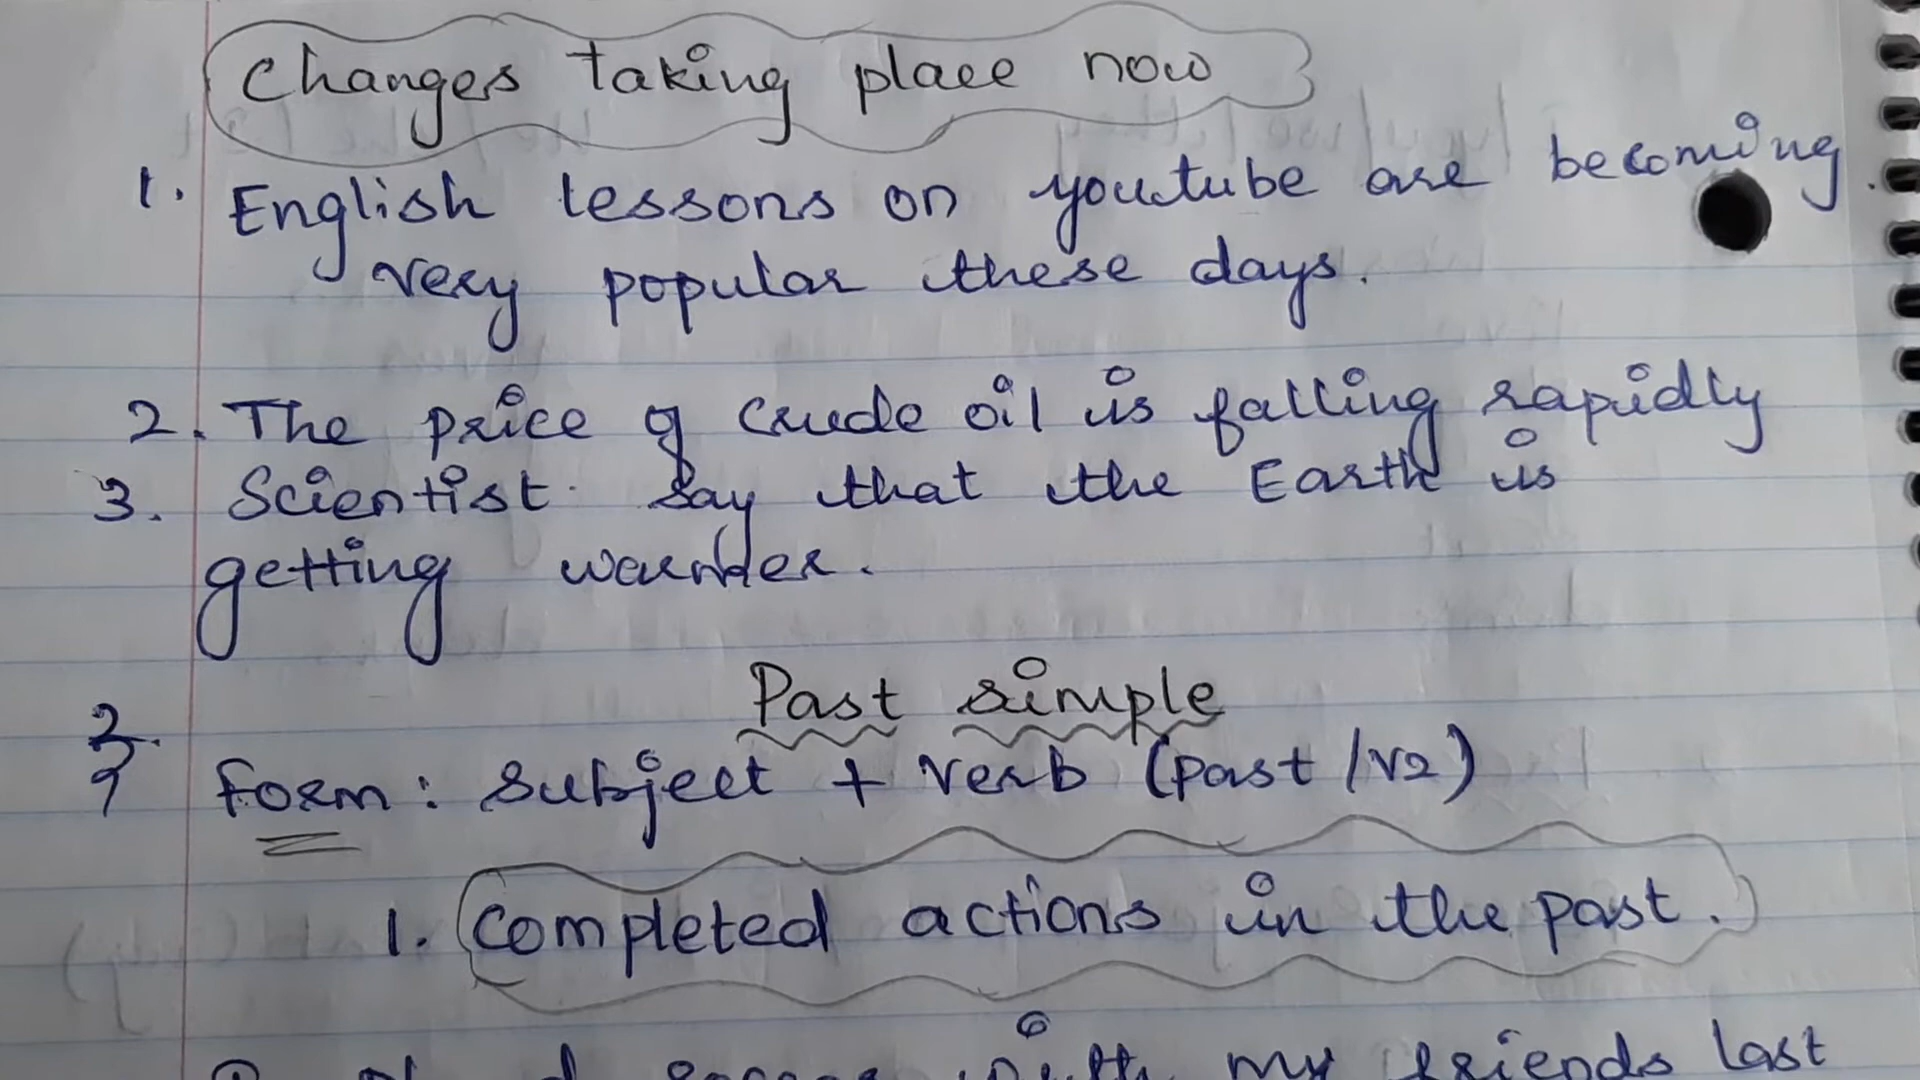 Changes taking place now
1. English lessons on youtube are becoming
very popular these days.
2. The price of crude oil is falling rapidly
3. Scientist say that the Earth is
getting
Past simple
Form: Subject + Verb (Past / V2)
1. Completed actions in the past.
with my friends last